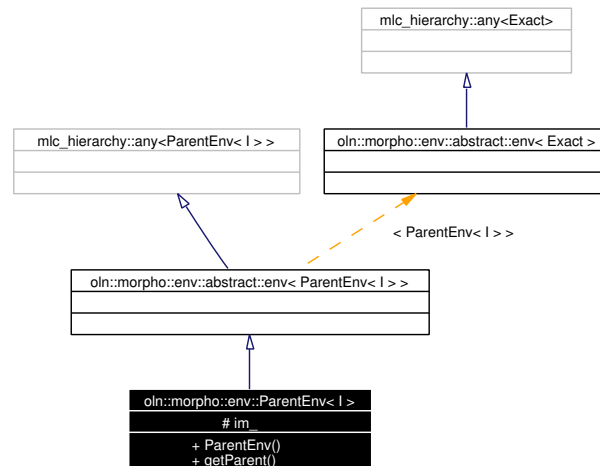 mlc_hierarchy::any<Exact>
mlc_hierarchy::any<ParentEnv< I > >
oln::morpho::env::abstract::env< Exact >
< ParentEnv< I > >
oln::morpho::env::abstract::env< ParentEnv< I > >
oln::morpho::env::ParentEnv< I >
# im_
+ ParentEnv()
+ getParent()